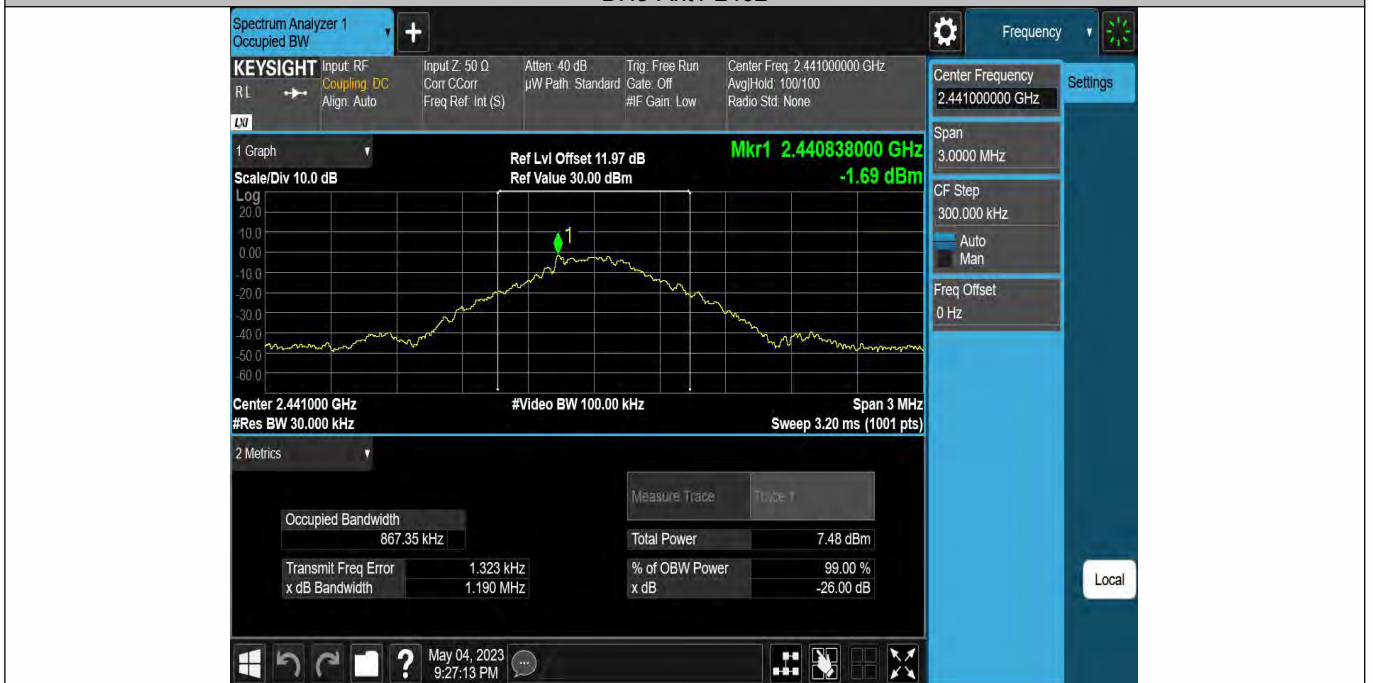 Spectrum Analyzer 1
Occupied BW
+
Frequency
KEYSIGHT
RL
LXI
Input: RF
Coupling: DC
Align: Auto
Input Z: 50 Ω
Corr CCorr
Freq Ref: Int (S)
Atten: 40 dB
µW Path: Standard
Trig: Free Run
Gate: Off
#IF Gain: Low
Center Freq: 2.441000000 GHz
Avg|Hold: 100/100
Radio Std: None
Center Frequency
2.441000000 GHz
Settings
Span
3.0000 MHz
CF Step
300.000 kHz
Auto
Man
Freq Offset
0 Hz
Local
1 Graph
Scale/Div 10.0 dB
Ref Lvl Offset 11.97 dB
Ref Value 30.00 dBm
Mkr1 2.440838000 GHz
-1.69 dBm
Log
20.0
10.0
0.00
-10.0
-20.0
-30.0
-40.0
-50.0
-60.0
1
Center 2.441000 GHz
#Video BW 100.00 kHz
Span 3 MHz
#Res BW 30.000 kHz
Sweep 3.20 ms (1001 pts)
2 Metrics
Measure Trace
Trace 1
Occupied Bandwidth
867.35 kHz
Total Power 7.48 dBm
Transmit Freq Error 1.323 kHz
% of OBW Power 99.00 %
x dB Bandwidth 1.190 MHz
x dB -26.00 dB
?
May 04, 2023
9:27:13 PM